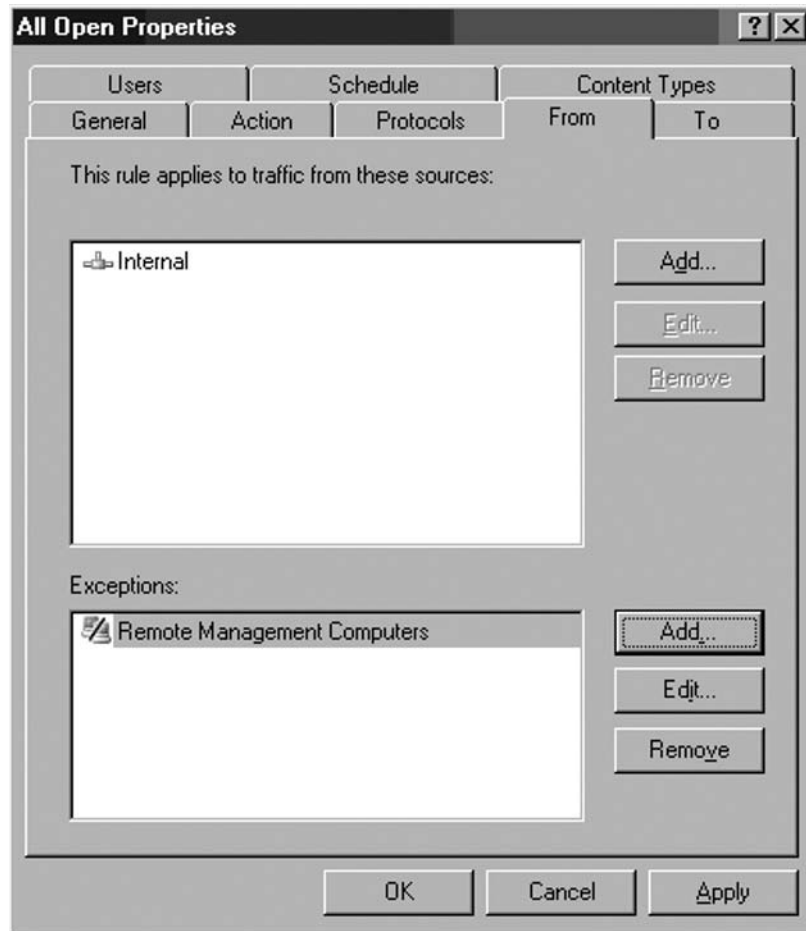 All Open Properties
Users Schedule Content Types
General Action Protocols From To
This rule applies to traffic from these sources:
Internal
Add...
Edit...
Remove
Exceptions:
Remote Management Computers
Add...
Edit...
Remove
OK Cancel Apply